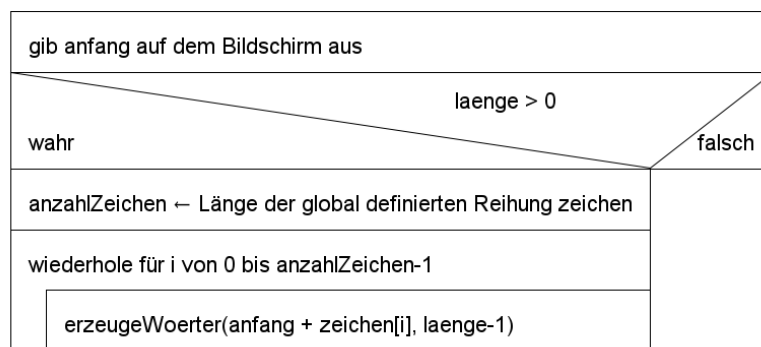 gib anfang auf dem Bildschirm aus
laenge > 0
wahr
falsch
anzahlZeichen ← Länge der global definierten Reihung zeichen
wiederhole für i von 0 bis anzahlZeichen-1
erzeugeWoerter(anfang + zeichen[i], laenge-1)